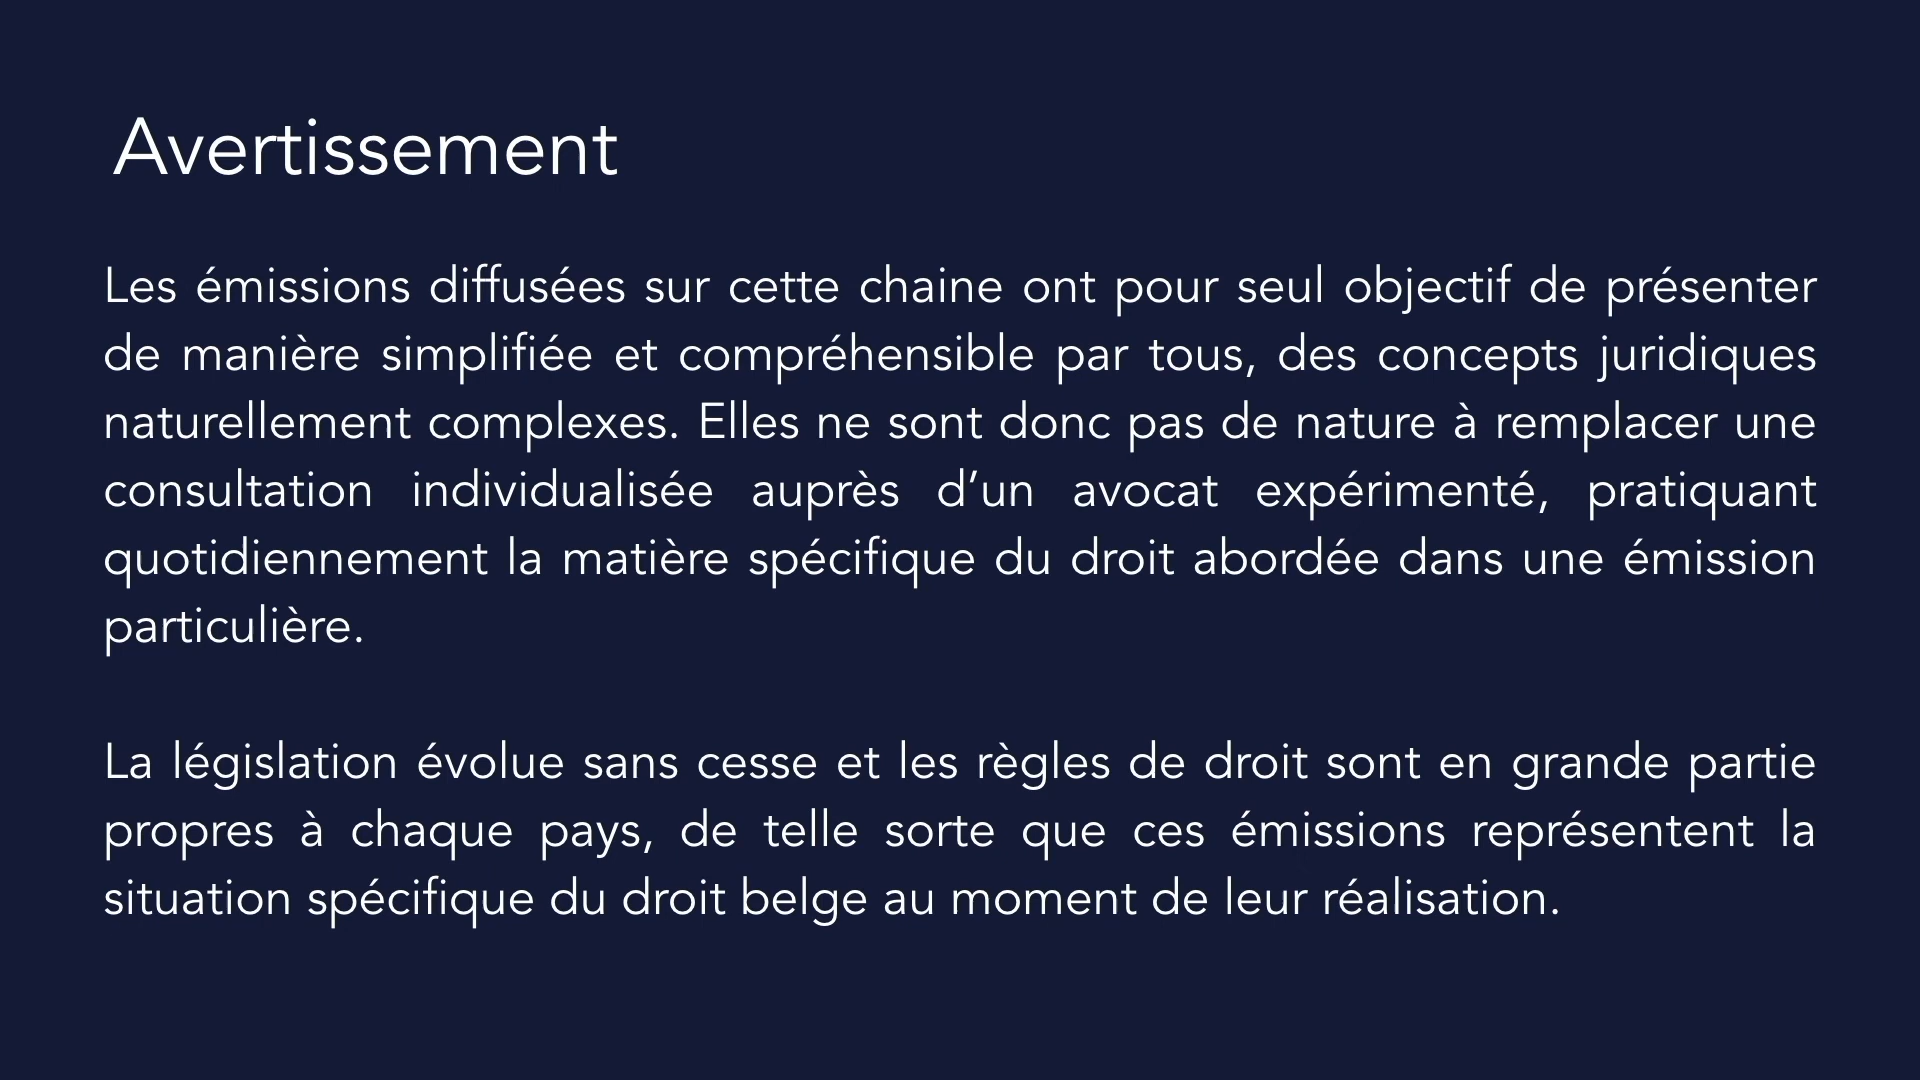 Avertissement
Les émissions diffusées sur cette chaine ont pour seul objectif de présenter
de manière simplifiée et compréhensible par tous, des concepts juridiques
naturellement complexes. Elles ne sont donc pas de nature à remplacer une
consultation individualisée auprès d’un avocat expérimenté, pratiquant
quotidiennement la matière spécifique du droit abordée dans une émission
particulière.
La législation évolue sans cesse et les règles de droit sont en grande partie
propres à chaque pays, de telle sorte que ces émissions représentent la
situation spécifique du droit belge au moment de leur réalisation.